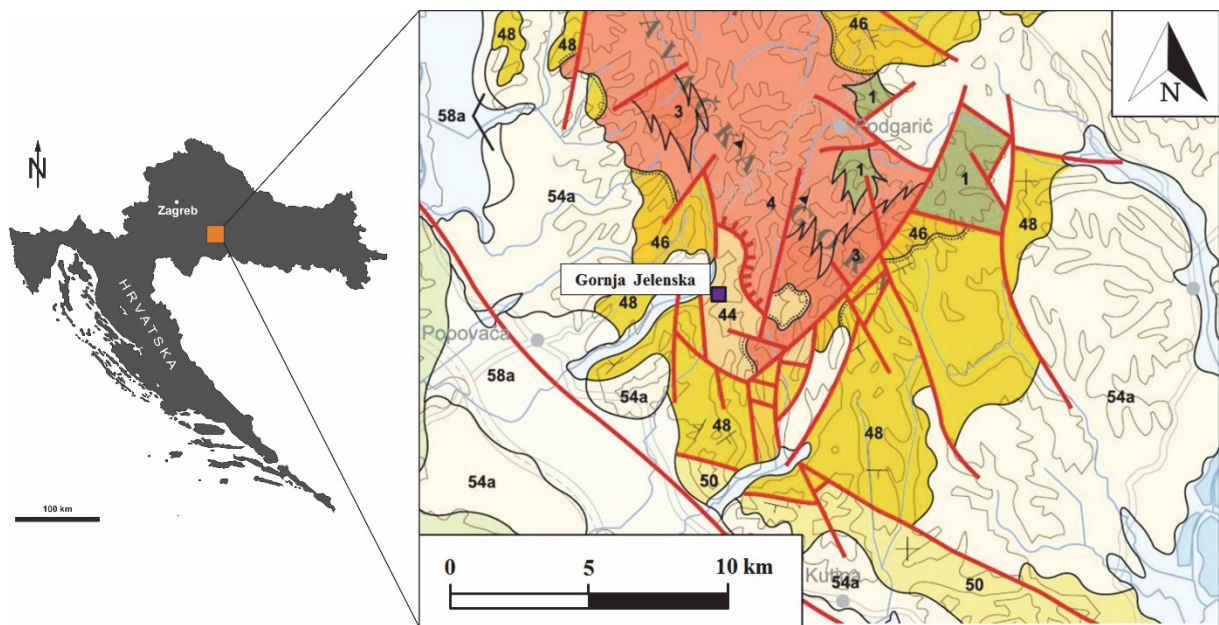 N
Zagreb
HRVATSKA
100 km
48
48
46
N
58a
3
1
Podgarić
54a
1
1
4
46
3
46
48
Gornja Jelenska
48
44
Popovača
58a
54a
54a
48
48
54a
50
0 5 10 km
Kutina
54a
50